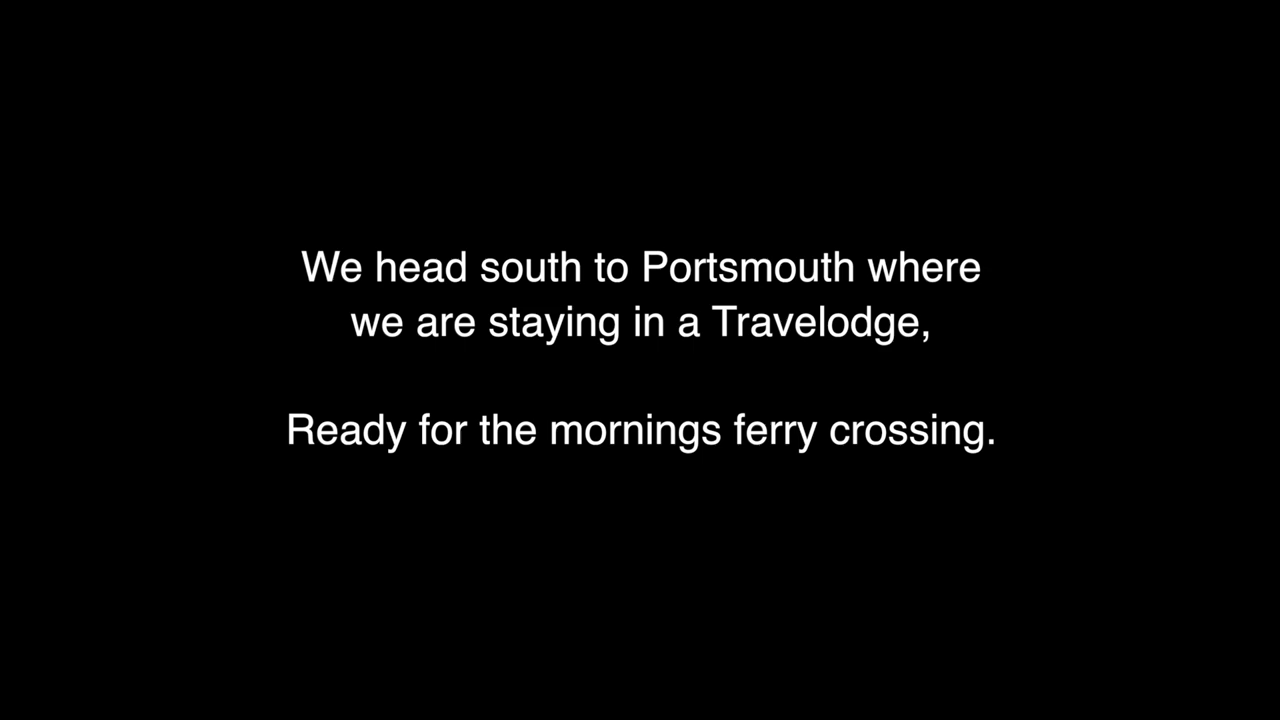 We head south to Portsmouth where
we are staying in a Travelodge,
Ready for the mornings ferry crossing.